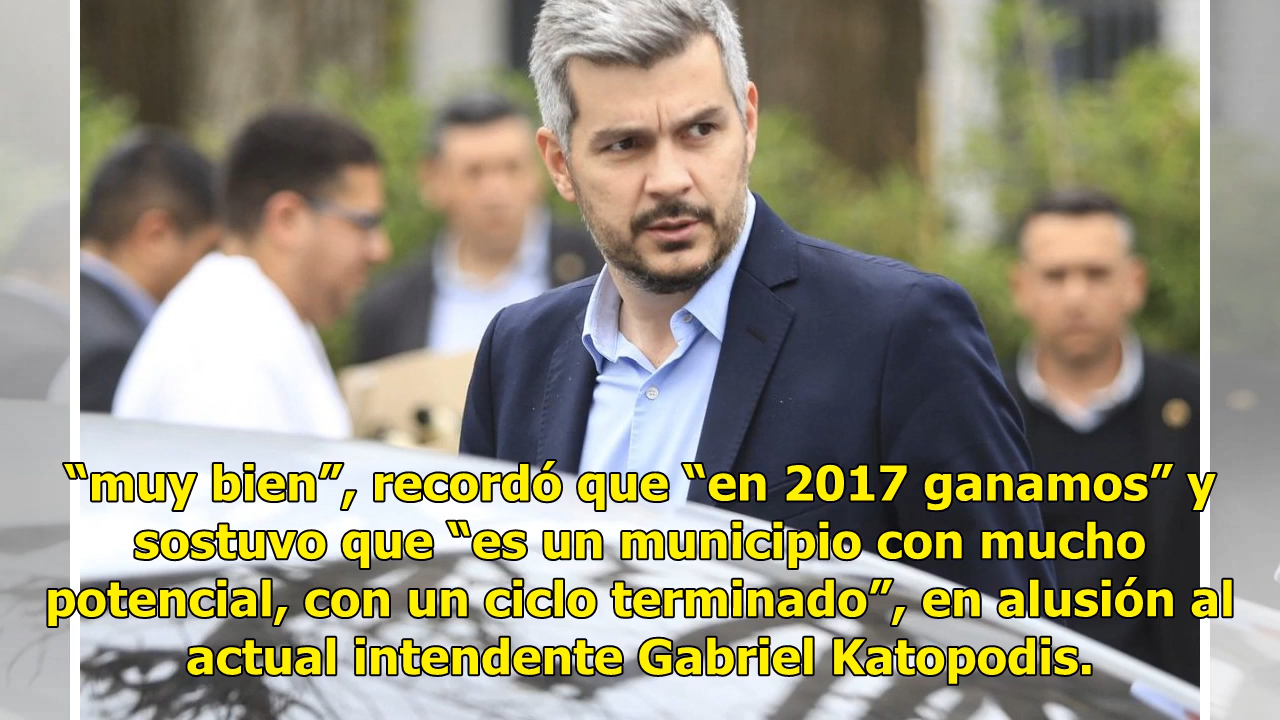 “muy bien”, recordó que “en 2017 ganamos” y
sostuvo que “es un municipio con mucho
potencial, con un ciclo terminado”, en alusión al
actual intendente Gabriel Katopodis.